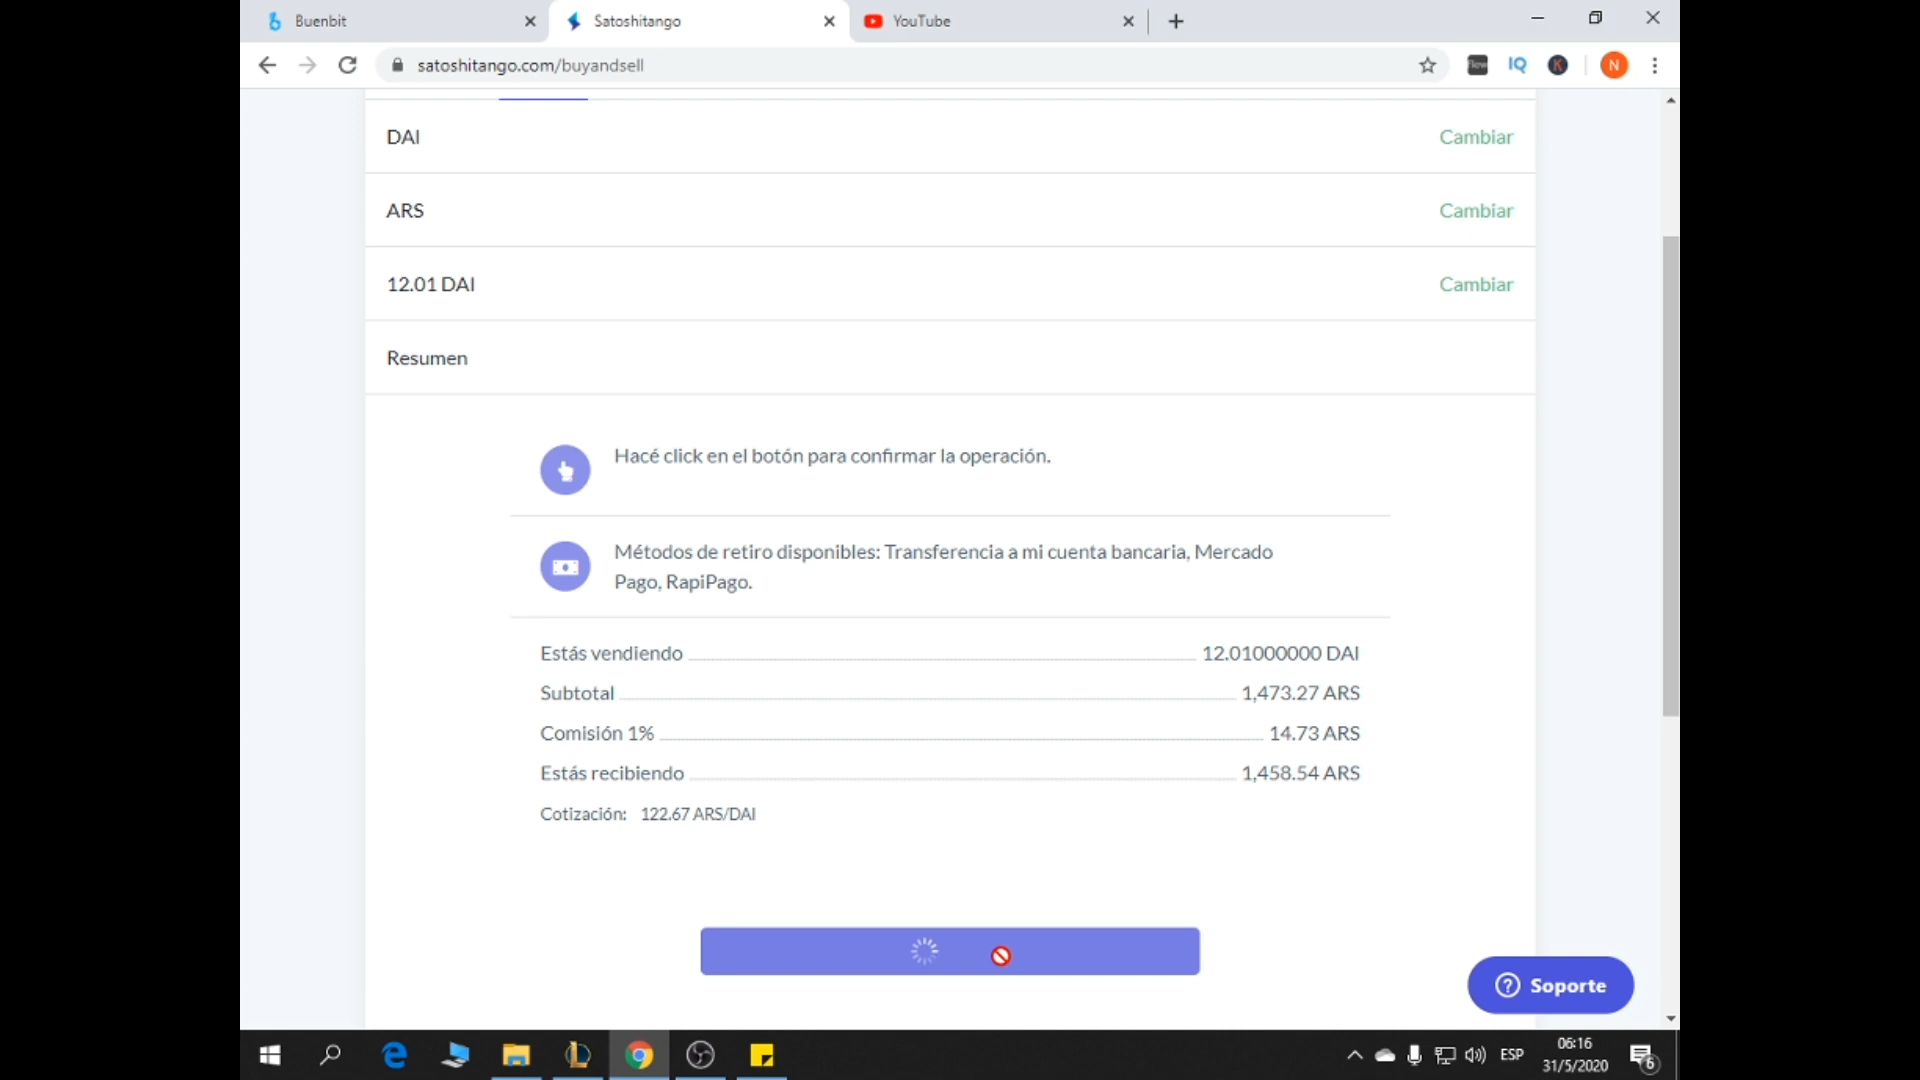 Buenbit
Satoshitango
YouTube
satoshitango.com/buyandsell
flow
IQ
K
N
DAI
Cambiar
ARS
Cambiar
12.01 DAI
Cambiar
Resumen
Hacé click en el botón para confirmar la operación.
Métodos de retiro disponibles: Transferencia a mi cuenta bancaria, Mercado
Pago, RapiPago.
Estás vendiendo 12.01000000 DAI
Subtotal 1,473.27 ARS
Comisión 1% 14.73 ARS
Estás recibiendo 1,458.54 ARS
Cotización: 122.67 ARS/DAI
Soporte
ESP
06:16
31/5/2020
6